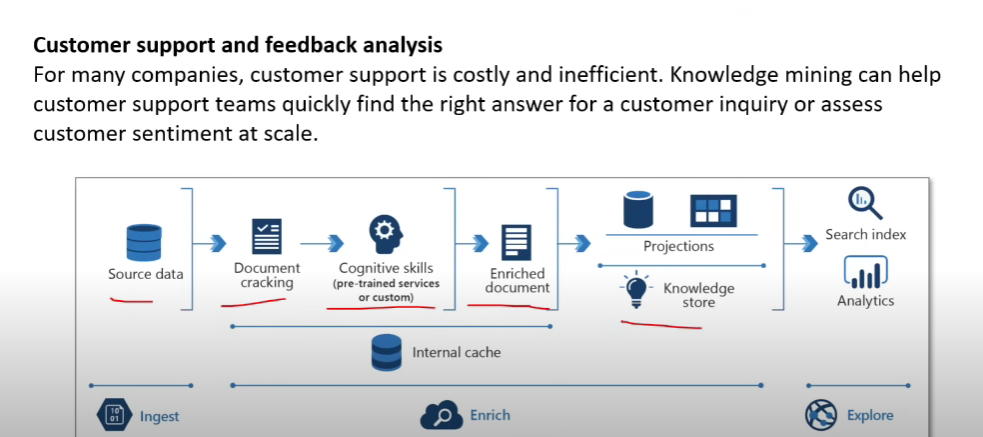 Customer support and feedback analysis
For many companies, customer support is costly and inefficient. Knowledge mining can help
customer support teams quickly find the right answer for a customer inquiry or assess
customer sentiment at scale.
Source data
Document
cracking
Cognitive skills
(pre-trained services
or custom)
Enriched
document
Projections
Knowledge
store
Search index
Analytics
Internal cache
10
01
Ingest
Enrich
Explore